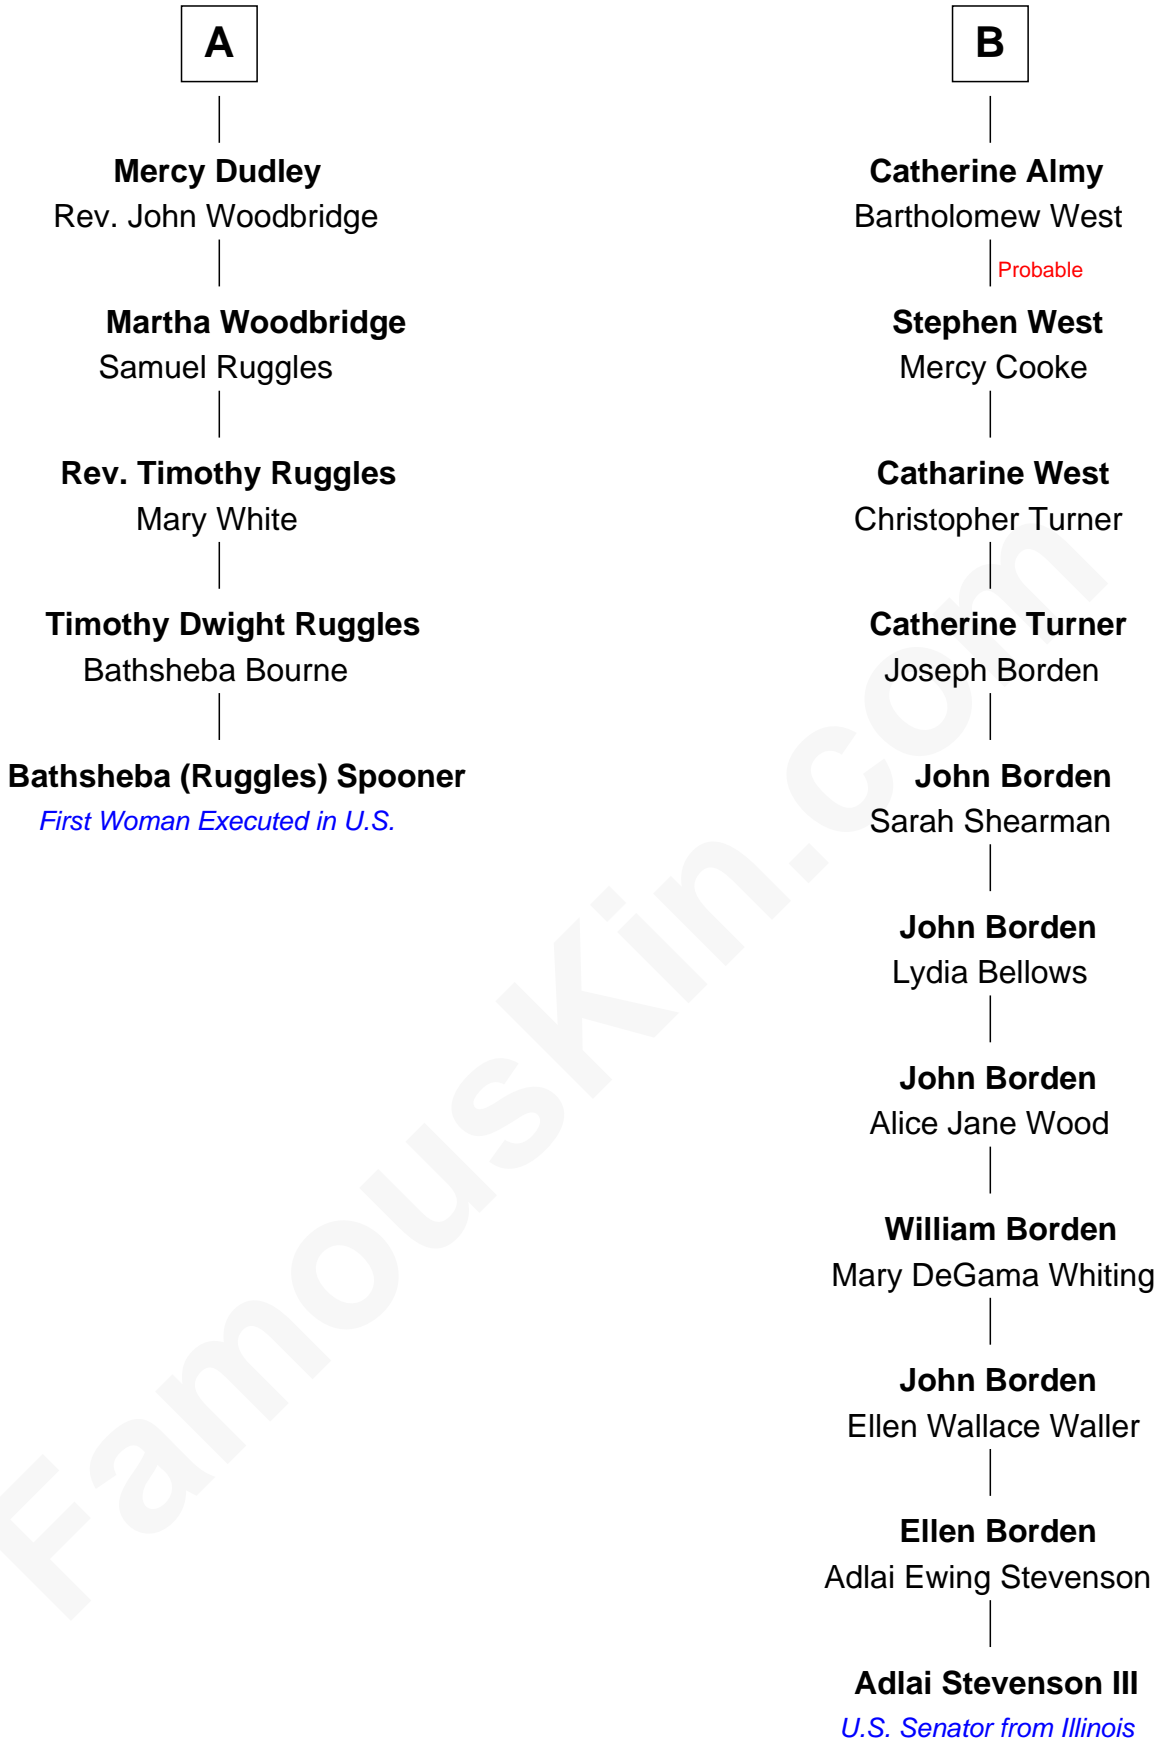 A
Mercy Dudley
Rev. John Woodbridge
Martha Woodbridge
Samuel Ruggles
Rev. Timothy Ruggles
Mary White
Timothy Dwight Ruggles
Bathsheba Bourne
Bathsheba (Ruggles) Spooner
First Woman Executed in U.S.
B
Catherine Almy
Bartholomew West
Probable
Stephen West
Mercy Cooke
Catharine West
Christopher Turner
Catherine Turner
Joseph Borden
John Borden
Sarah Shearman
John Borden
Lydia Bellows
John Borden
Alice Jane Wood
William Borden
Mary DeGama Whiting
John Borden
Ellen Wallace Waller
Ellen Borden
Adlai Ewing Stevenson
Adlai Stevenson III
U.S. Senator from Illinois
FamousKin.com